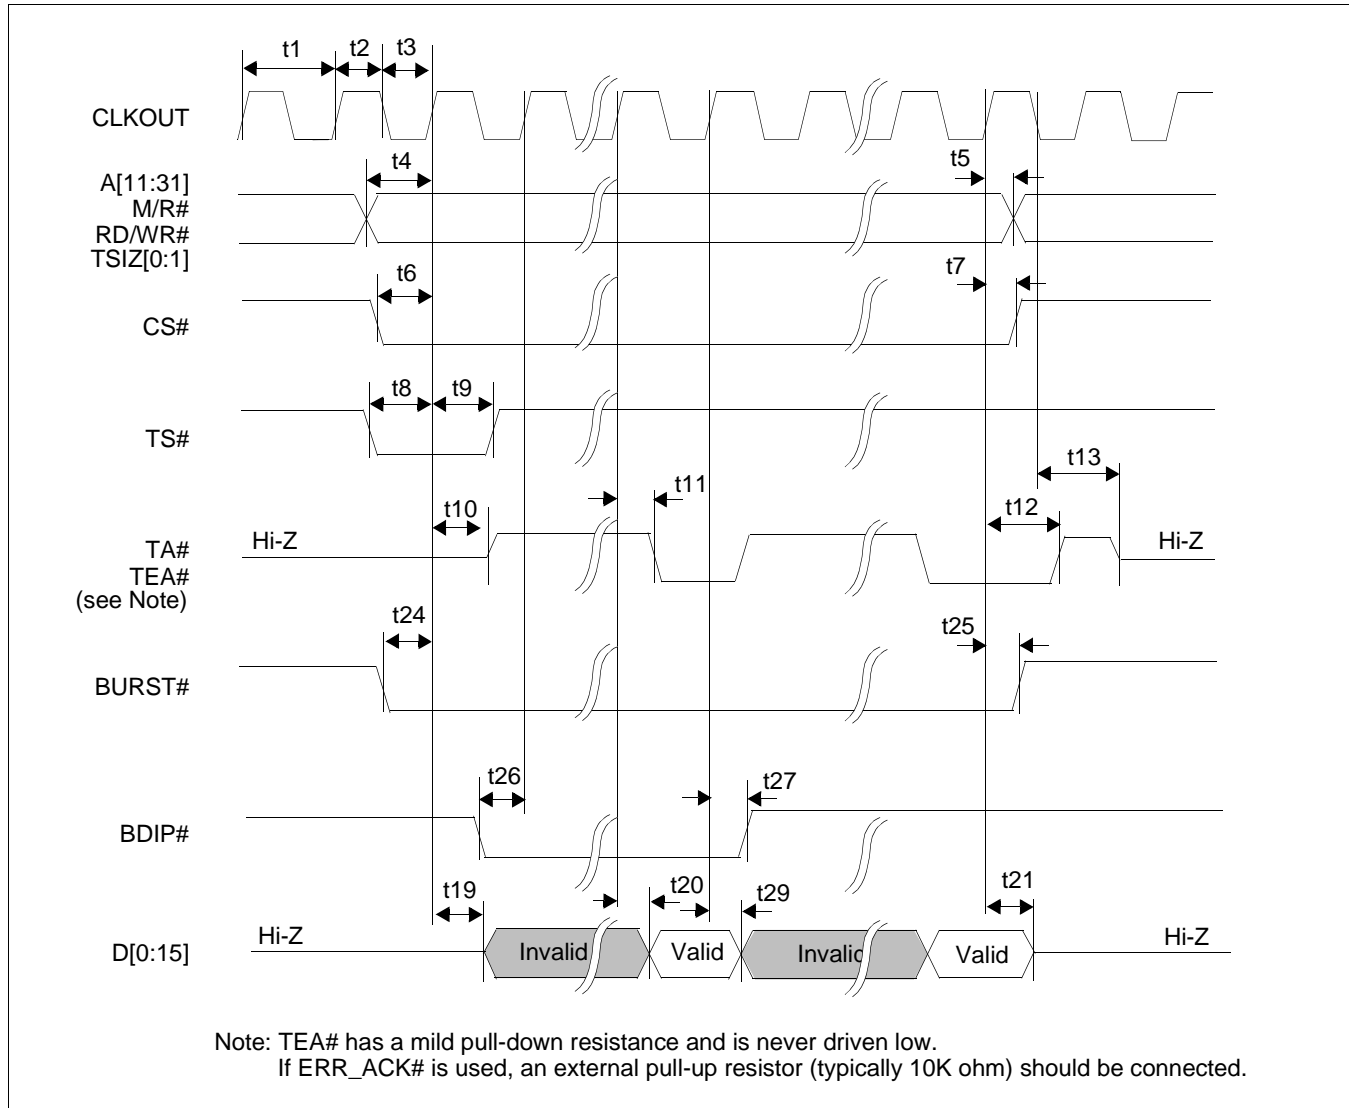 t1 t2 t3
CLKOUT
t4 t5
A[11:31]
M/R#
RD/WR#
TSIZ[0:1]
t6 t7
CS#
t8 t9
TS#
t13
t11
t10 t12
Hi-Z Hi-Z
TA#
TEA#
(see Note)
t24 t25
BURST#
t26 t27
BDIP#
t19 t20 t29 t21
Hi-Z Hi-Z
D[0:15] Invalid Valid Invalid Valid
Note: TEA# has a mild pull-down resistance and is never driven low.
If ERR_ACK# is used, an external pull-up resistor (typically 10K ohm) should be connected.